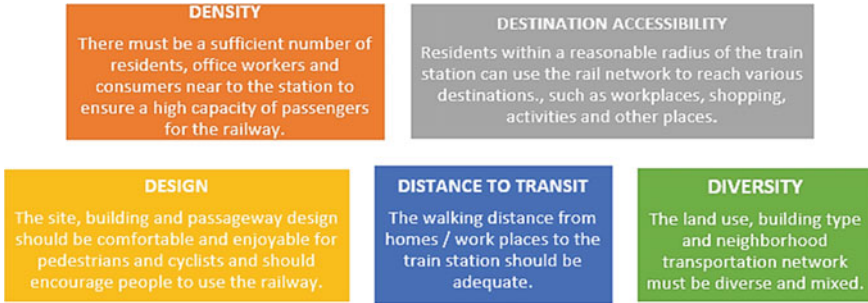 DENSITY
There must be a sufficient number of
residents, office workers and
consumers near to the station to
ensure a high capacity of passengers
for the railway.
DESTINATION ACCESSIBILITY
Residents within a reasonable radius of the train
station can use the rail network to reach various
destinations., such as workplaces, shopping,
activities and other places.
DESIGN
The site, building and passageway design
should be comfortable and enjoyable for
pedestrians and cyclists and should
encourage people to use the railway.
DISTANCE TO TRANSIT
The walking distance from
homes / work places to the
train station should be
adequate.
DIVERSITY
The land use, building type
and neighborhood
transportation network
must be diverse and mixed.